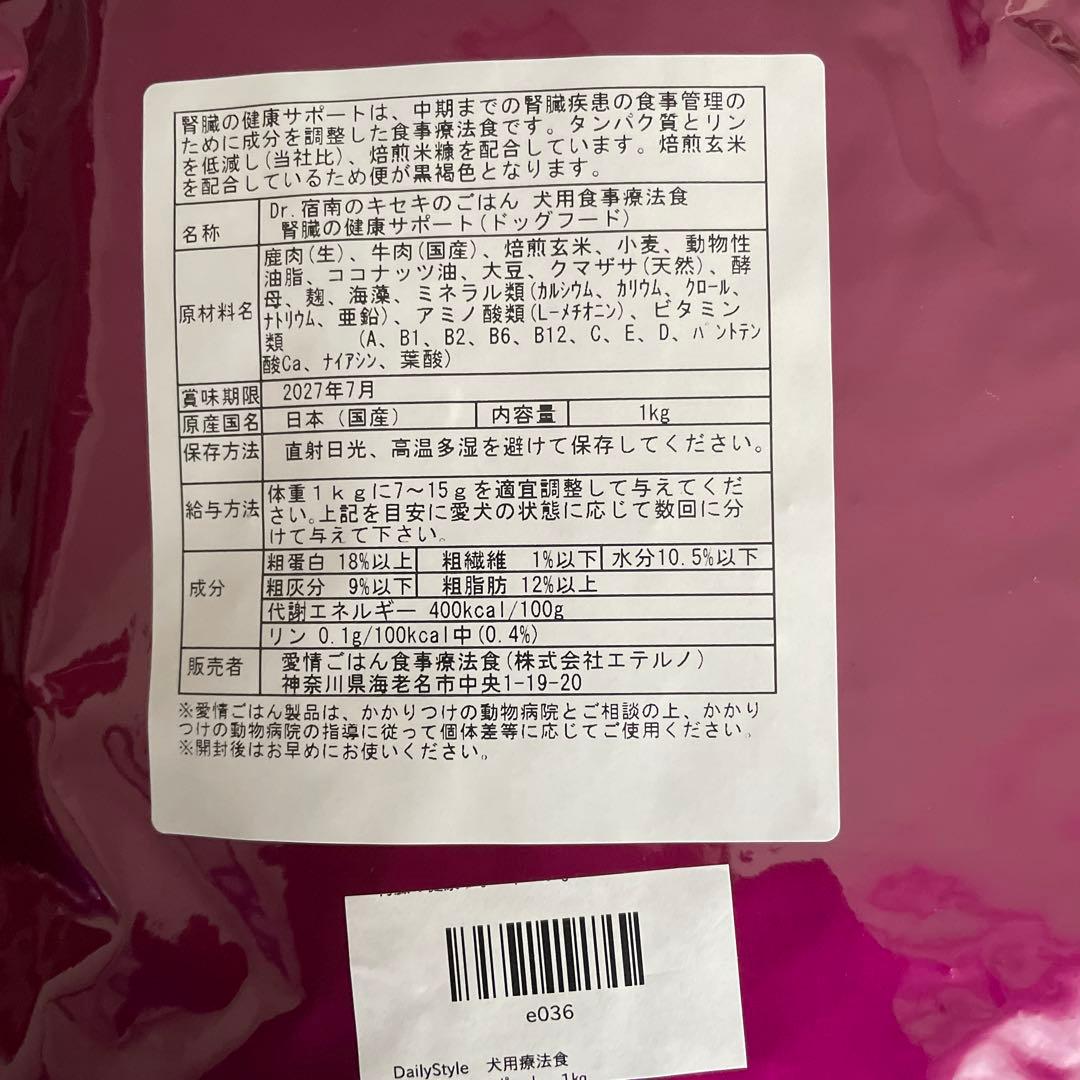 腎臓の健康サポートは、中期までの腎臓疾患の食事管理の
ために成分を調整した食事療法食です。タンパク質とリン
を低減し(当社比)、焙煎米糠を配合しています。焙煎玄米
を配合しているため便が黒褐色となります。
名称 Dr.宿南のキセキのごはん 犬用食事療法食
腎臓の健康サポート(ドッグフード)
原材料名 鹿肉(生)、牛肉(国産)、焙煎玄米、小麦、動物性
油脂、ココナッツ油、大豆、クマザサ(天然)、酵
母、麹、海藻、ミネラル類(カルシウム、カリウム、クロール、
ナトリウム、亜鉛)、アミノ酸類(L-メチオニン)、ビタミン
類 (A、B1、B2、B6、B12、C、E、D、パントテン
酸Ca、ナイアシン、葉酸)
賞味期限 2027年7月
原産国名 日本(国産) 内容量 1kg
保存方法 直射日光、高温多湿を避けて保存してください。
給与方法 体重1kgに7～15gを適宜調整して与えてくだ
さい。上記を目安に愛犬の状態に応じて数回に分
けて与えて下さい。
成分 粗蛋白 18%以上 粗繊維 1%以下 水分10.5%以下
粗灰分 9%以下 粗脂肪 12%以上
代謝エネルギー 400kcal/100g
リン 0.1g/100kcal中(0.4%)
販売者 愛情ごはん食事療法食(株式会社エテルノ)
神奈川県海老名市中央1-19-20
※愛情ごはん製品は、かかりつけの動物病院とご相談の上、かかり
つけの動物病院の指導に従って個体差等に応じてご使用ください。
※開封後はお早めにお使いください。
e036
DailyStyle 犬用療法食
1kg